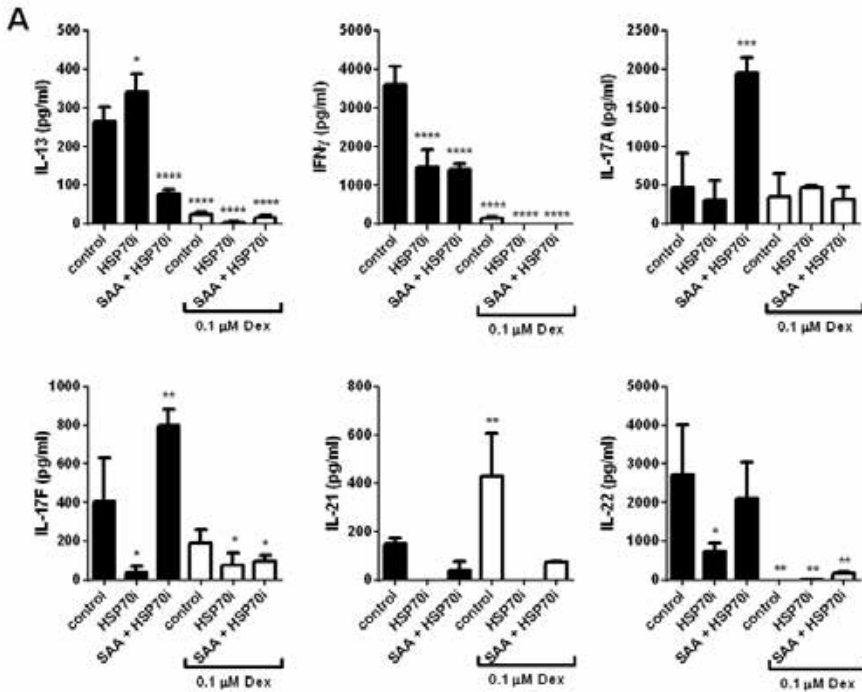 A
IL-13 (pg/ml)
500
400
300
200
100
0
*
****
****
****
****
control
HSP70i
SAA + HSP70i
control
HSP70i
SAA + HSP70i
0.1 µM Dex
IFNγ (pg/ml)
5000
4000
3000
2000
1000
0
****
****
****
****
****
control
HSP70i
SAA + HSP70i
control
HSP70i
SAA + HSP70i
0.1 µM Dex
IL-17A (pg/ml)
2500
2000
1500
1000
500
0
***
control
HSP70i
SAA + HSP70i
control
HSP70i
SAA + HSP70i
0.1 µM Dex
IL-17F (pg/ml)
1000
800
600
400
200
0
*
**
*
*
control
HSP70i
SAA + HSP70i
control
HSP70i
SAA + HSP70i
0.1 µM Dex
IL-21 (pg/ml)
800
600
400
200
0
**
control
HSP70i
SAA + HSP70i
control
HSP70i
SAA + HSP70i
0.1 µM Dex
IL-22 (pg/ml)
5000
4000
3000
2000
1000
0
*
**
**
**
control
HSP70i
SAA + HSP70i
control
HSP70i
SAA + HSP70i
0.1 µM Dex